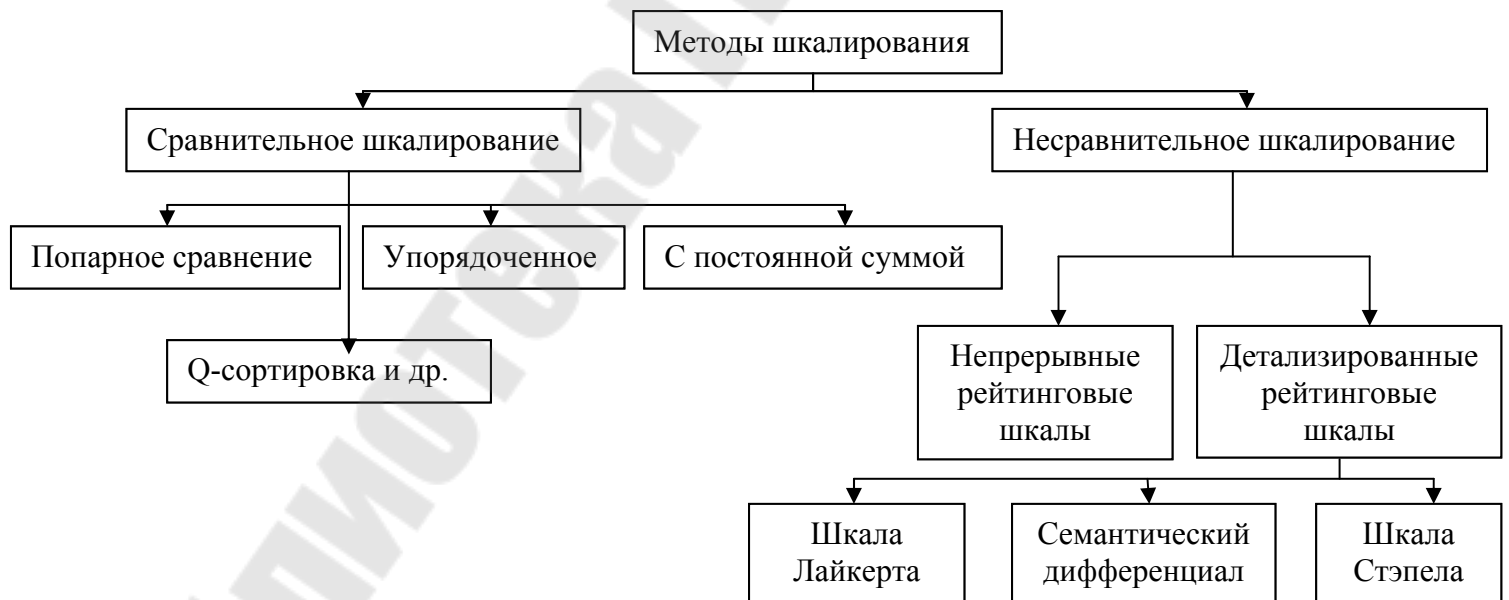 Методы шкалирования
Сравнительное шкалирование
Несравнительное шкалирование
Попарное сравнение
Упорядоченное
С постоянной суммой
Q-сортировка и др.
Непрерывные
рейтинговые
шкалы
Детализированные
рейтинговые
шкалы
Шкала
Лайкерта
Семантический
дифференциал
Шкала
Стэпела